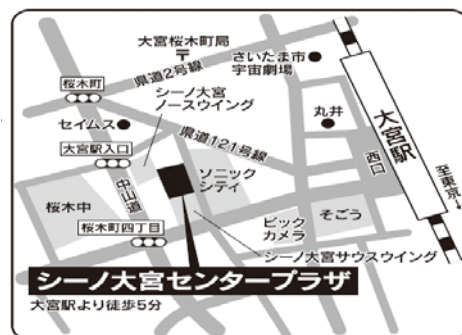 大宮桜木町局
〒
さいたま市
宇宙劇場
県道2号線
桜木町
シーノ大宮
ノースウイング
丸井
大宮駅
セイムス
県道121号線
大宮駅入口
西口
至東京
ソニック
シティ
中山道
桜木中
そごう
ビック
カメラ
桜木町四丁目
シーノ大宮サウスウイング
シーノ大宮センタープラザ
大宮駅より徒歩5分